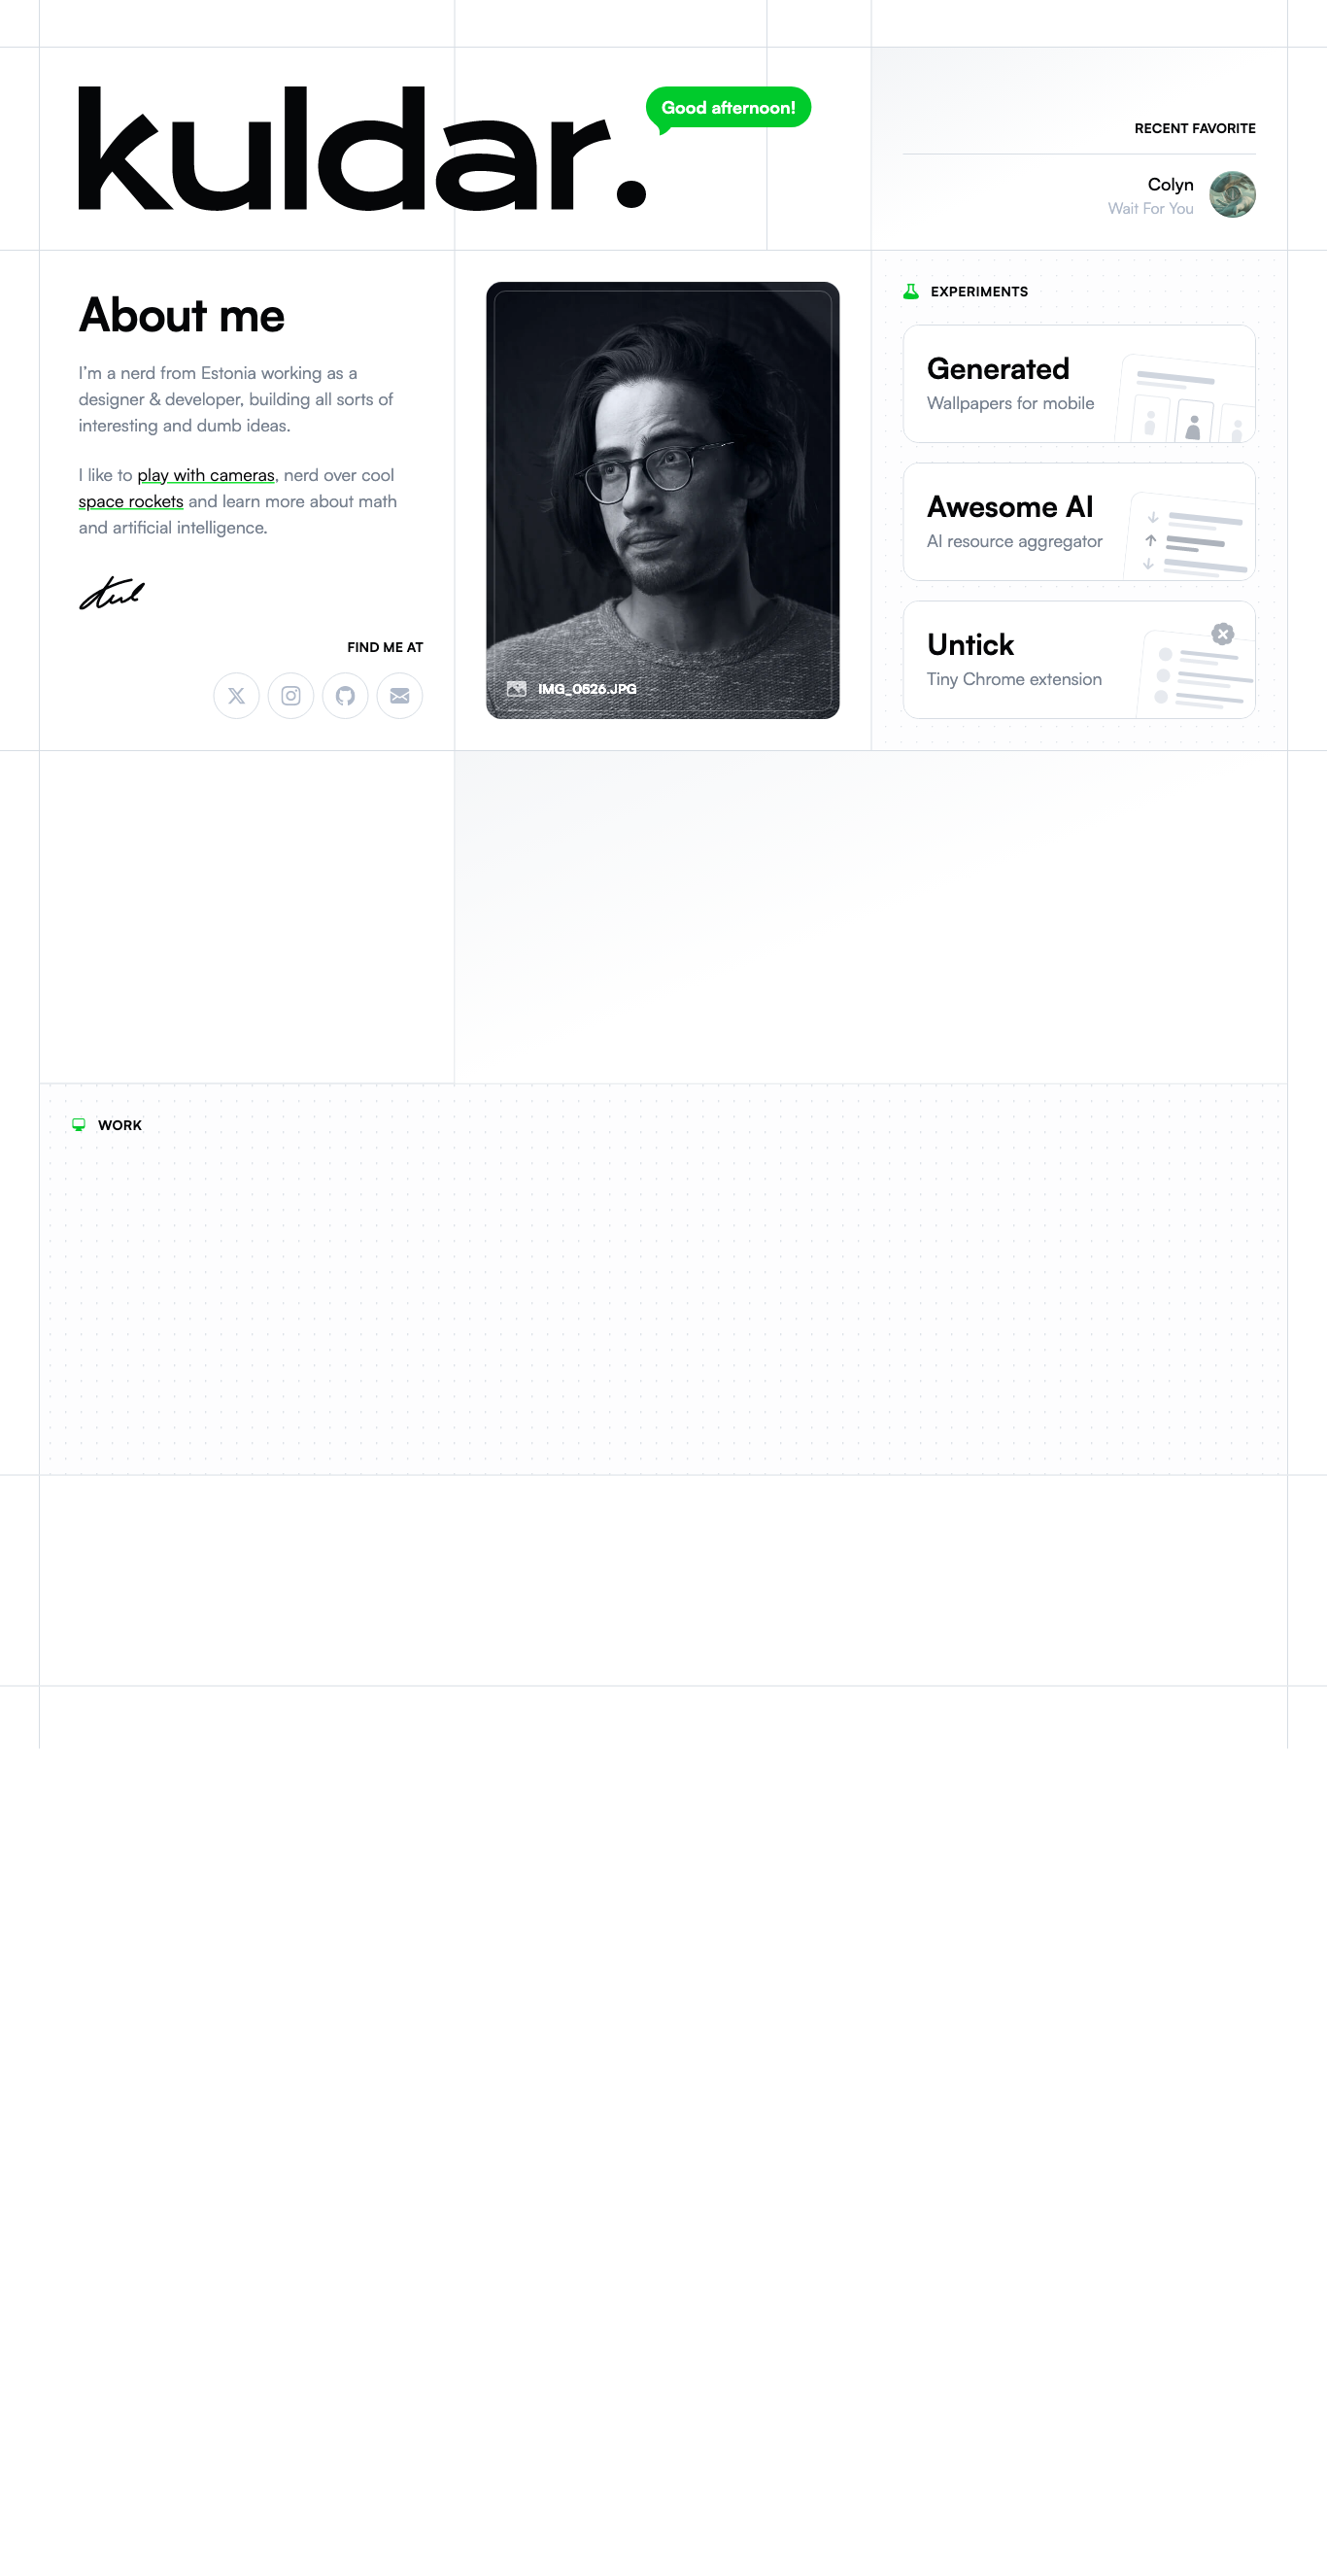 kuldar.
Good afternoon!
RECENT FAVORITE
Colyn
Wait For You
About me
I'm a nerd from Estonia working as a
designer & developer, building all sorts of
interesting and dumb ideas.
I like to play with cameras, nerd over cool
space rockets and learn more about math
and artificial intelligence.
Kul
FIND ME AT
IMG_0526.JPG
EXPERIMENTS
Generated
Wallpapers for mobile
Awesome AI
AI resource aggregator
Untick
Tiny Chrome extension
WORK